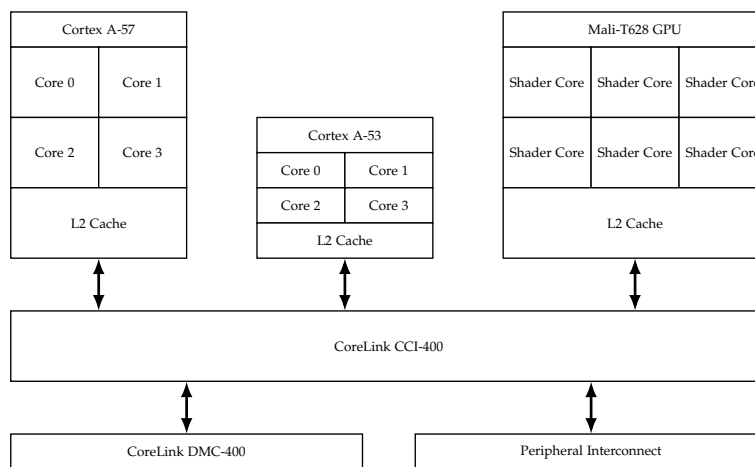 Cortex A-57
Core 0
Core 1
Core 2
Core 3
L2 Cache
Cortex A-53
Core 0
Core 1
Core 2
Core 3
L2 Cache
Mali-T628 GPU
Shader Core
Shader Core
Shader Core
Shader Core
Shader Core
Shader Core
L2 Cache
CoreLink CCI-400
CoreLink DMC-400
Peripheral Interconnect